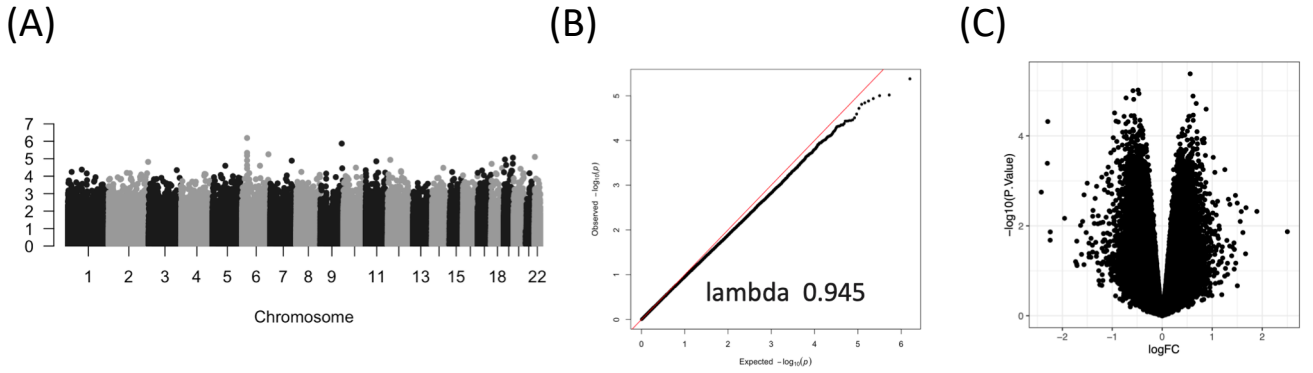 (A)
7
6
5
4
3
2
1
0
1 2 3 4 5 6 7 8 9 11 13 15 18 22
Chromosome
(B)
Observed −log10(p)
5
4
3
2
1
0
lambda 0.945
0 1 2 3 4 5 6
Expected −log10(p)
(C)
−log10(P.Value)
4
2
0
−2 −1 0 1 2
logFC